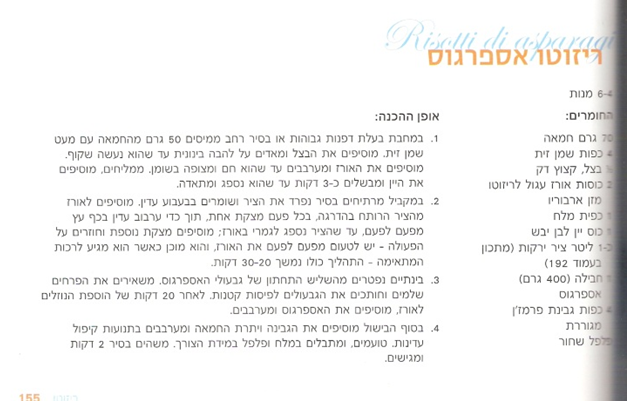 Risotti di asparagi
ריזוטו אספרגוס
6-4 מנות
החומרים:
70 גרם חמאה
4 כפות שמן זית
בצל, קצוץ דק
2 כוסות אורז עגול לריזוטו
מזן ארבוריו
כפית מלח
כוס יין לבן יבש
כ-1 ליטר ציר ירקות (מתכון
בעמוד 192)
חבילה (400 גרם)
אספרגוס
4 כפות גבינת פרמז'ן
מגוררת
פלפל שחור
אופן ההכנה:
1. במחבת בעלת דפנות גבוהות או בסיר רחב ממיסים 50 גרם מהחמאה עם מעט
שמן זית. מוסיפים את הבצל ומאדים על להבה בינונית עד שהוא נעשה שקוף.
מוסיפים את האורז ומערבבים עד שהוא חם ומצופה בשומן. ממליחים, מוסיפים
את היין ומבשלים כ-3 דקות עד שהוא נספג ומתאדה.
2. במקביל מרתיחים בסיר נפרד את הציר ושומרים בבעבוע עדין. מוסיפים לאורז
מהציר הרותח בהדרגה, בכל פעם מצקת אחת, תוך כדי ערבוב עדין בכף עץ
מפעם לפעם, עד שהציר נספג לגמרי באורז; מוסיפים מצקת נוספת וחוזרים על
הפעולה - יש לטעום מפעם לפעם את האורז, והוא מוכן כאשר הוא מגיע לרכות
המתאימה - התהליך כולו נמשך 30-20 דקות.
3. בינתיים נפטרים מהשליש התחתון של גבעולי האספרגוס. משאירים את הפרחים
שלמים וחותכים את הגבעולים לפיסות קטנות. לאחר 20 דקות של הוספת הנוזלים
לאורז, מוסיפים את האספרגוס ומערבבים.
4. בסוף הבישול מוסיפים את הגבינה ויתרת החמאה ומערבבים בתנועות קיפול
עדינות. טועמים, ומתבלים במלח ופלפל במידת הצורך. משהים בסיר 2 דקות
ומגישים.
155 ריזוטו